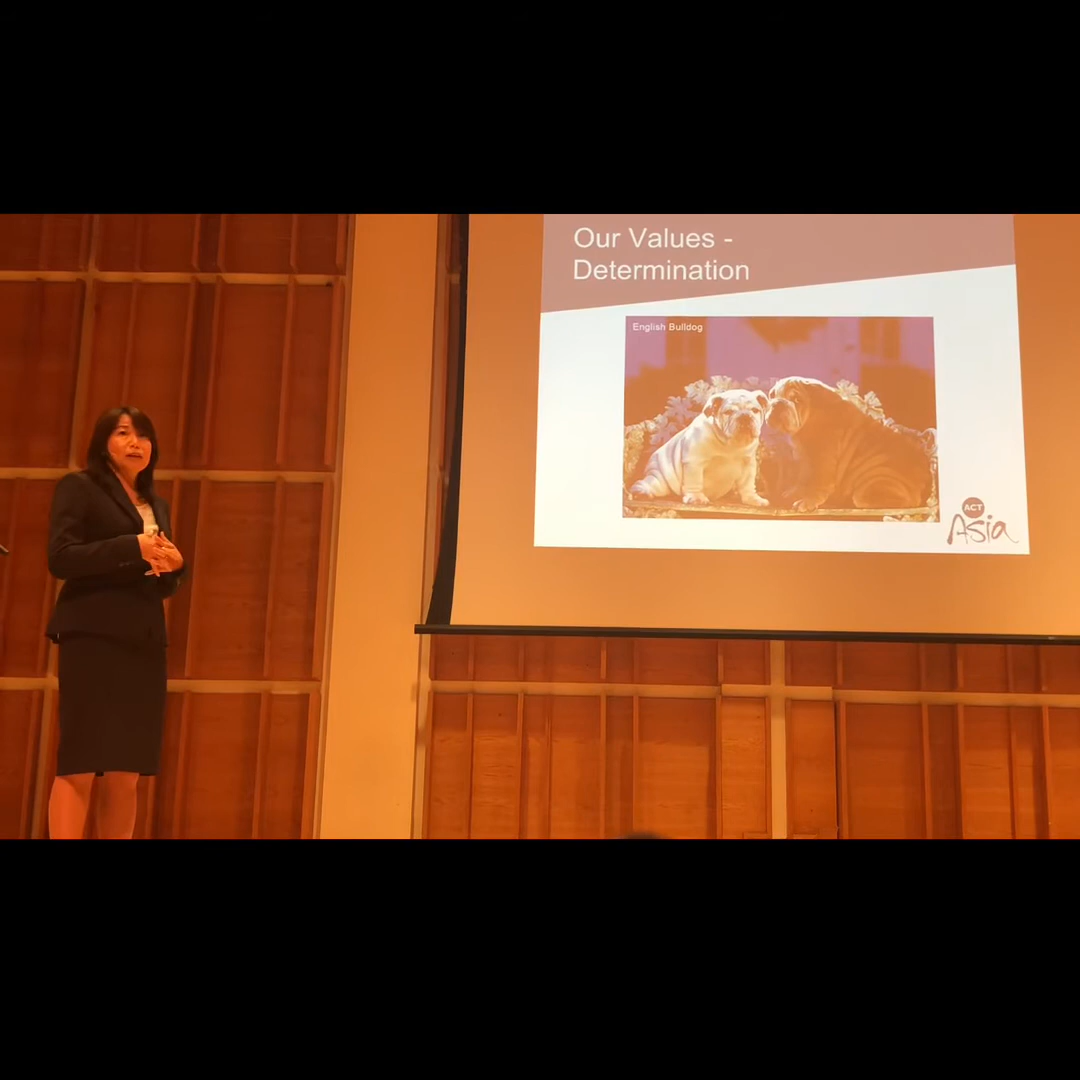 Our Values -
Determination
English Bulldog
ACT
Asia